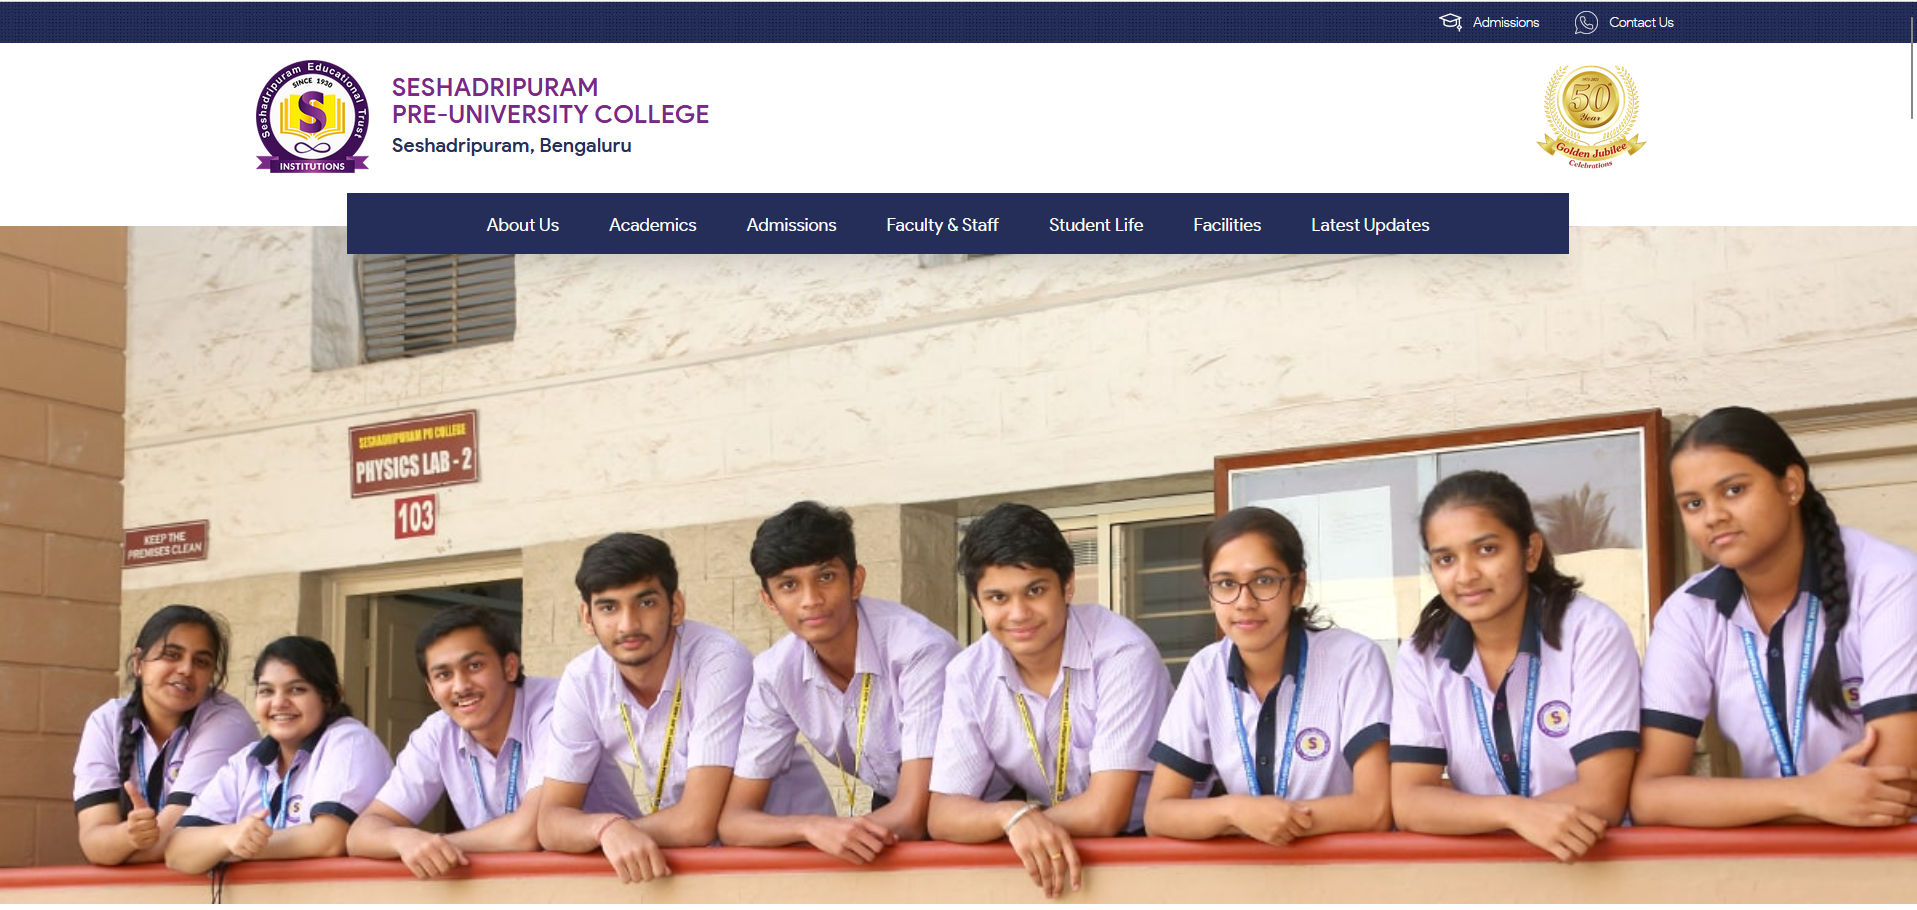 Admissions
Contact Us
Seshadripuram Educational Trust
SINCE 1930
S
INSTITUTIONS
SESHADRIPURAM
PRE-UNIVERSITY COLLEGE
Seshadripuram, Bengaluru
50
Year
Golden Jubilee
Celebrations
About Us
Academics
Admissions
Faculty & Staff
Student Life
Facilities
Latest Updates
SESHADRIPURAM PU COLLEGE
PHYSICS LAB - 2
103
KEEP THE
PREMISES CLEAN
S
S
S